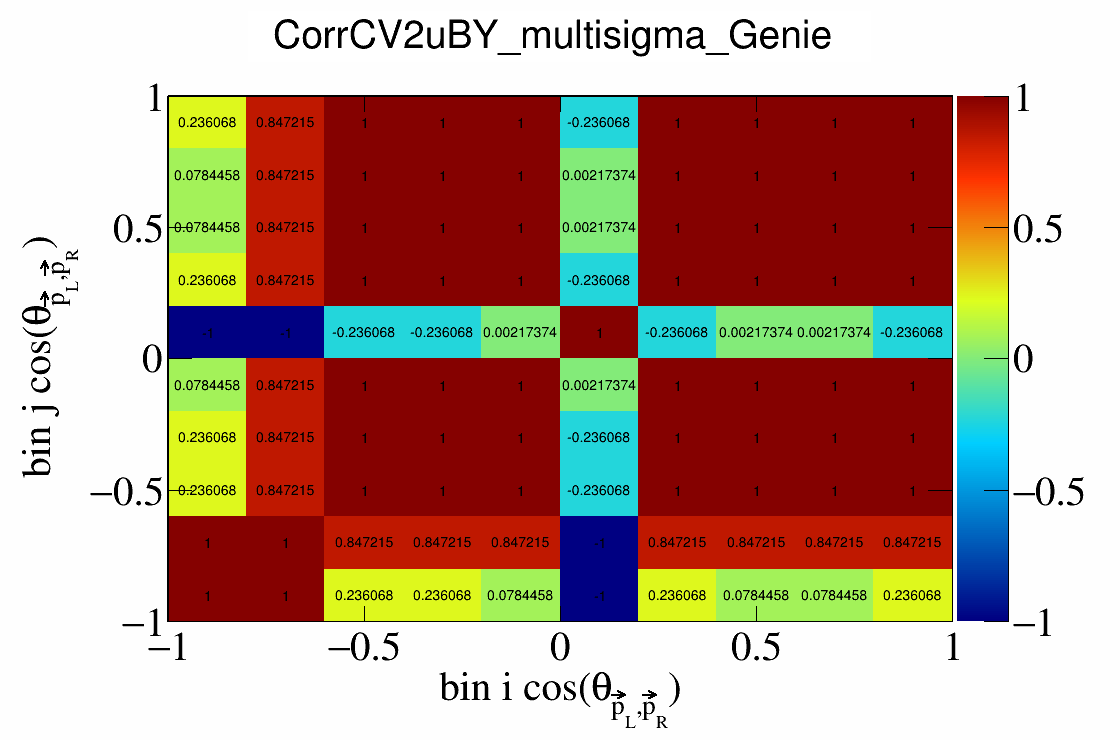 CorrCV2uBY_multisigma_Genie
1
0.236068 0.847215 1 1 1 -0.236068 1 1 1 1
0.0784458 0.847215 1 1 1 0.00217374 1 1 1 1
0.5 0.0784458 0.847215 1 1 1 0.00217374 1 1 1 1
0.236068 0.847215 1 1 1 -0.236068 1 1 1 1
-1 -1 -0.236068 -0.236068 0.00217374 1 -0.236068 0.00217374 0.00217374 -0.236068
0
0.0784458 0.847215 1 1 1 0.00217374 1 1 1 1
0.236068 0.847215 1 1 1 -0.236068 1 1 1 1
−0.5 0.236068 0.847215 1 1 1 -0.236068 1 1 1 1
1 1 0.847215 0.847215 0.847215 -1 0.847215 0.847215 0.847215 0.847215
1 1 0.236068 0.236068 0.0784458 -1 0.236068 0.0784458 0.0784458 0.236068
−1
−1 −0.5 0 0.5 1
bin i cos(θp⃗L,p⃗R)
bin j cos(θp⃗L,p⃗R)
1
0.5
0
−0.5
−1